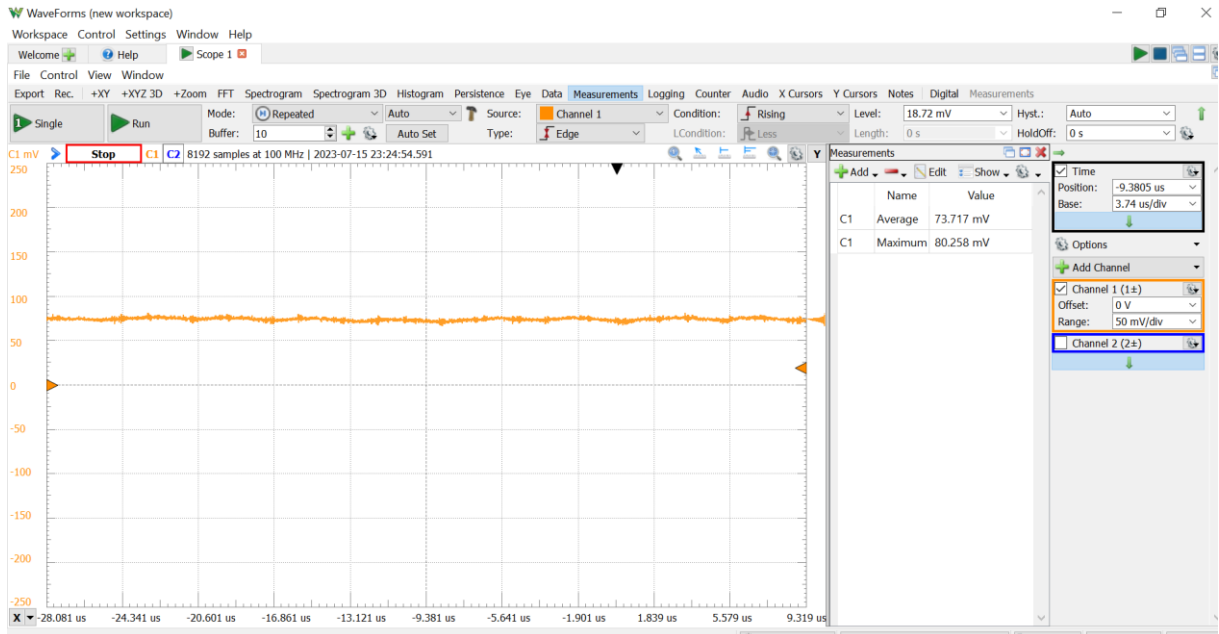 WaveForms (new workspace)
Workspace Control Settings Window Help
Welcome Help Scope 1
File Control View Window
Export Rec. +XY +XYZ 3D +Zoom FFT Spectrogram Spectrogram 3D Histogram Persistence Eye Data Measurements Logging Counter Audio X Cursors Y Cursors Notes Digital Measurements
Single Run Mode: Repeated Auto Source: Channel 1 Condition: Rising Level: 18.72 mV Hyst.: Auto
Buffer: 10 Auto Set Type: Edge LCondition: Less Length: 0 s HoldOff: 0 s
C1 mV Stop C1 C2 8192 samples at 100 MHz | 2023-07-15 23:24:54.591 Y
250
200
150
100
50
0
-50
-100
-150
-200
-250
X -28.081 us -24.341 us -20.601 us -16.861 us -13.121 us -9.381 us -5.641 us -1.901 us 1.839 us 5.579 us 9.319 us
Measurements
Add Edit Show
Name Value
C1 Average 73.717 mV
C1 Maximum 80.258 mV
Time
Position: -9.3805 us
Base: 3.74 us/div
Options
Add Channel
Channel 1 (1±)
Offset: 0 V
Range: 50 mV/div
Channel 2 (2±)